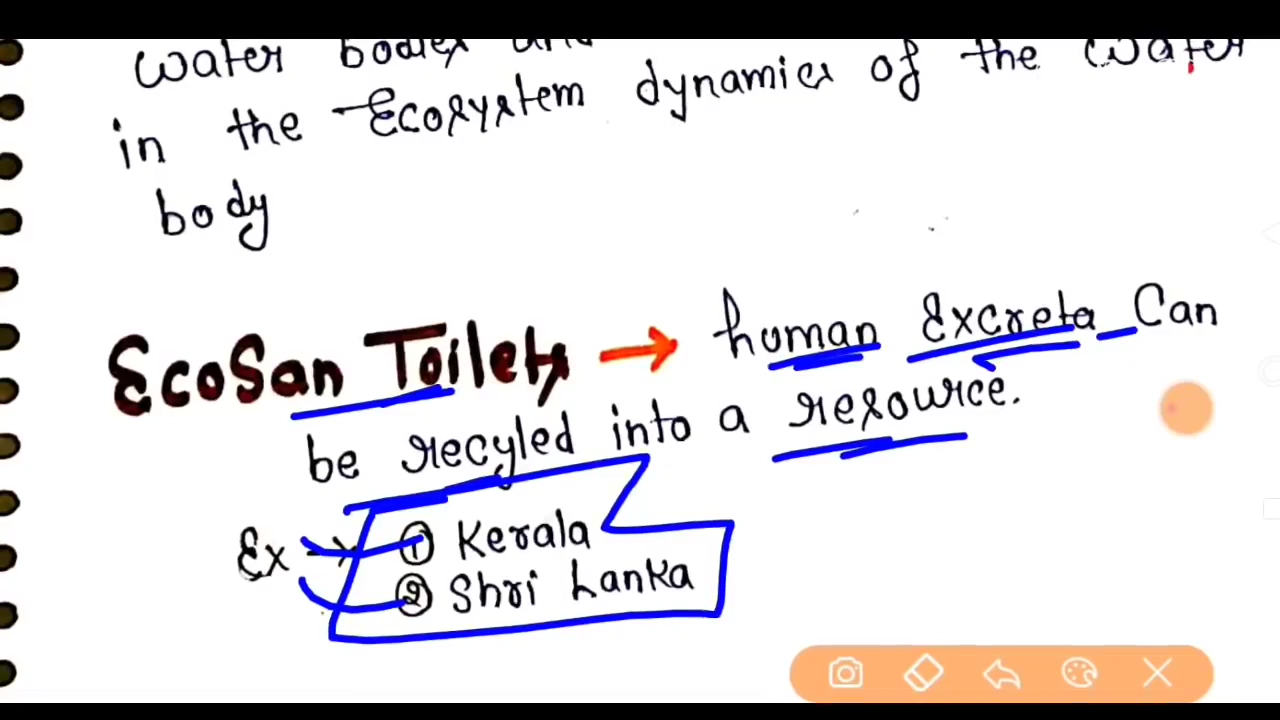 water bodies and
in the Ecosystem dynamics of the water
body
EcoSan Toilets → human Excreta Can
be recyled into a resource.
Ex → ① Kerala
② Shri Lanka